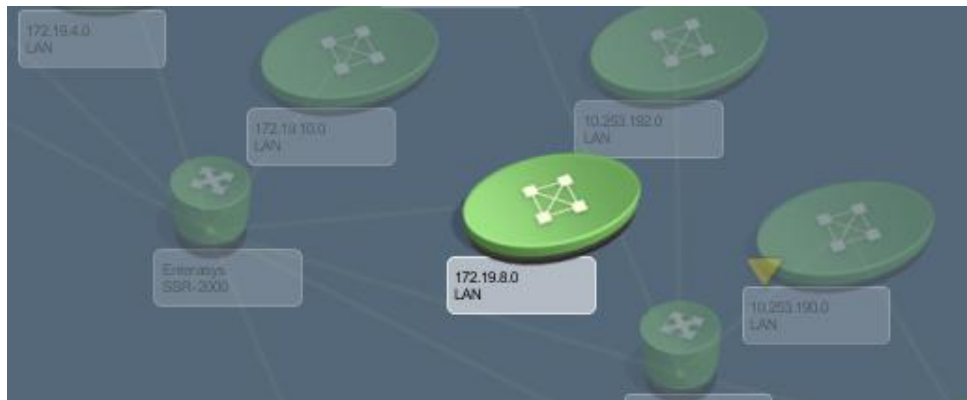 172.19.4.0
LAN
172.19.10.0
LAN
10.253.192.0
LAN
Enterasys
SSR-2000
172.19.8.0
LAN
10.253.190.0
LAN